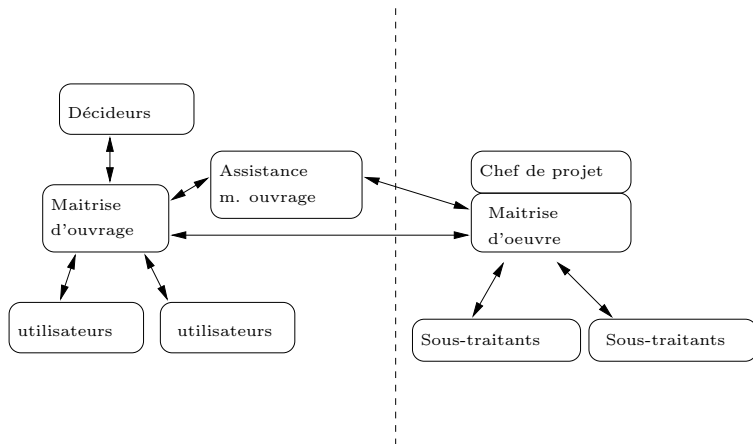 Décideurs
Assistance
m. ouvrage
Chef de projet
Maitrise
d'ouvrage
Maitrise
d'oeuvre
utilisateurs
utilisateurs
Sous-traitants
Sous-traitants